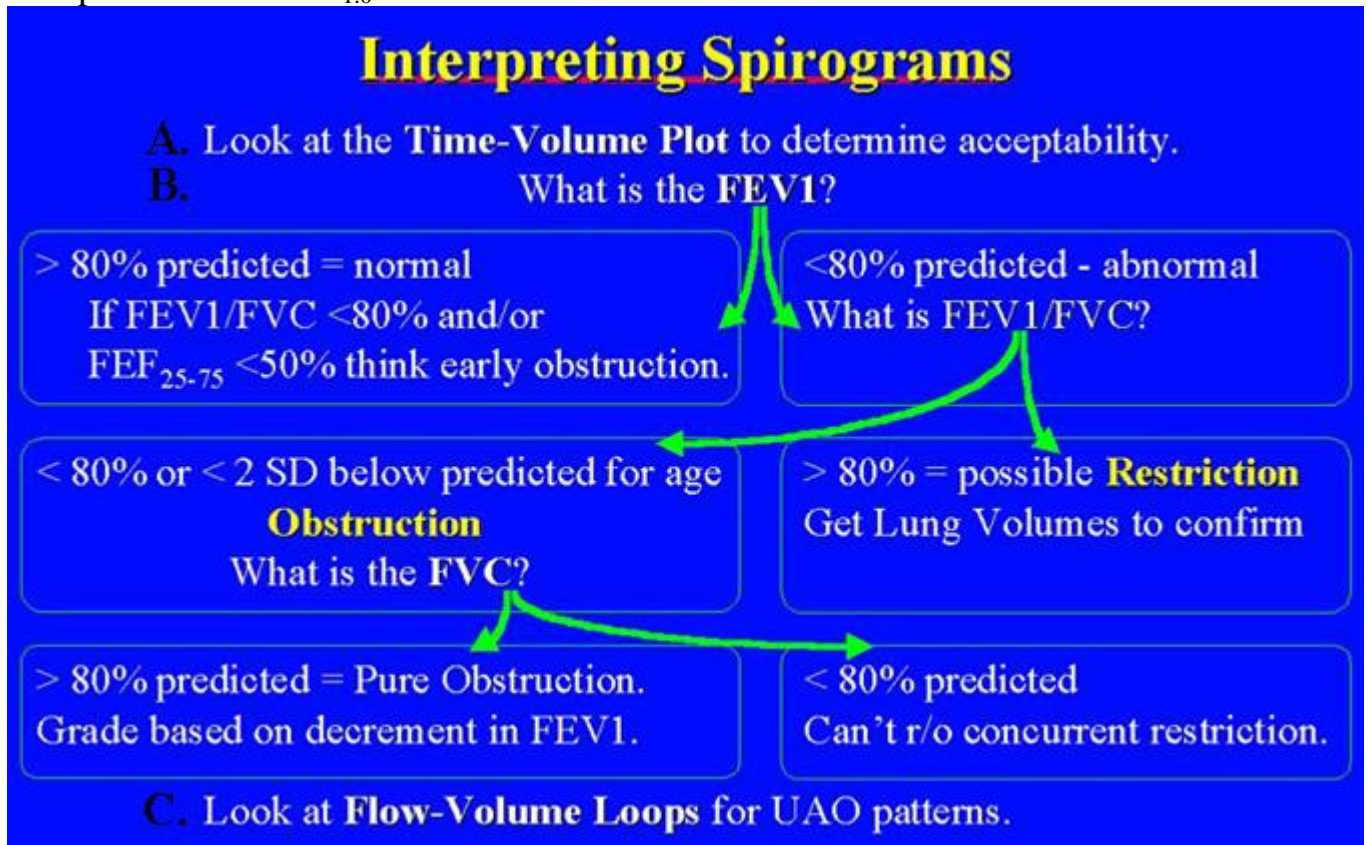 1.0
Interpreting Spirograms
A. Look at the Time-Volume Plot to determine acceptability.
B. What is the FEV1?
> 80% predicted = normal
If FEV1/FVC <80% and/or
FEF25-75 <50% think early obstruction.
<80% predicted - abnormal
What is FEV1/FVC?
< 80% or < 2 SD below predicted for age
Obstruction
What is the FVC?
> 80% = possible Restriction
Get Lung Volumes to confirm
> 80% predicted = Pure Obstruction.
Grade based on decrement in FEV1.
< 80% predicted
Can't r/o concurrent restriction.
C. Look at Flow-Volume Loops for UAO patterns.